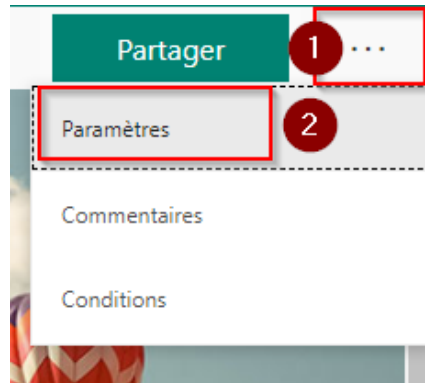 Partager 1 ...
Paramètres 2
Commentaires
Conditions